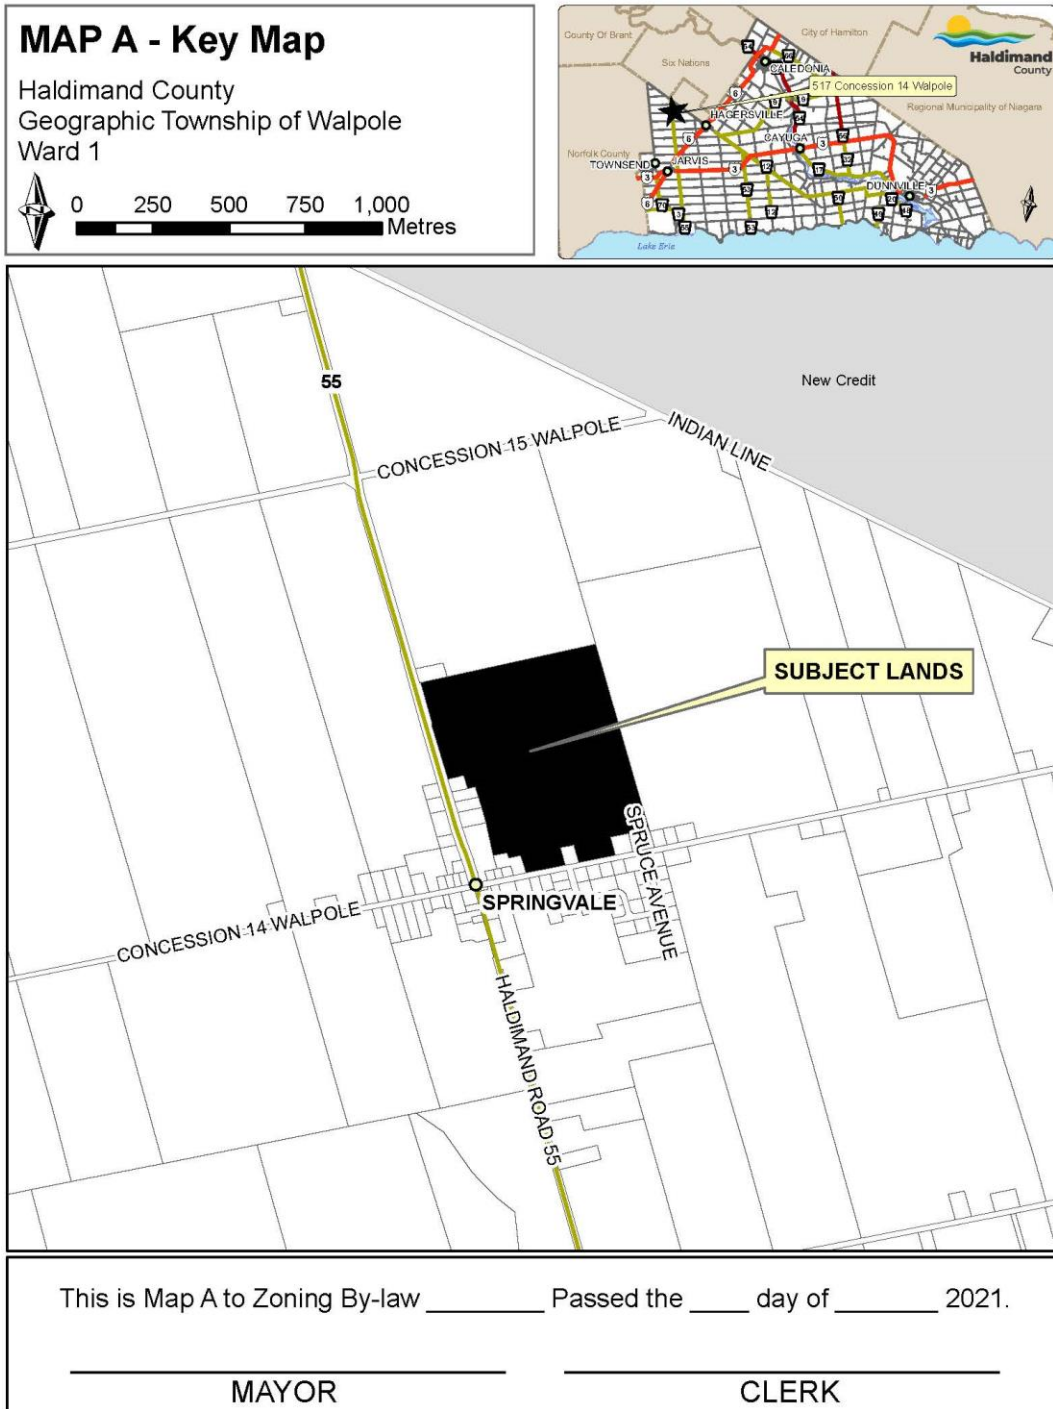 MAP A - Key Map
Haldimand County
Geographic Township of Walpole
Ward 1
0 250 500 750 1,000
Metres
County Of Brant
City of Hamilton
Six Nations
Haldimand
County
CALEDONIA
517 Concession 14 Walpole
Regional Municipality of Niagara
HAGERSVILLE
CAYUGA
Norfolk County
TOWNSEND
JARVIS
DUNNVILLE
Lake Erie
New Credit
55
CONCESSION 15 WALPOLE
INDIAN LINE
SUBJECT LANDS
SPRUCE AVENUE
SPRINGVALE
CONCESSION 14 WALPOLE
HALDIMAND ROAD 55
This is Map A to Zoning By-law ________ Passed the ____ day of _______ 2021.
MAYOR
CLERK